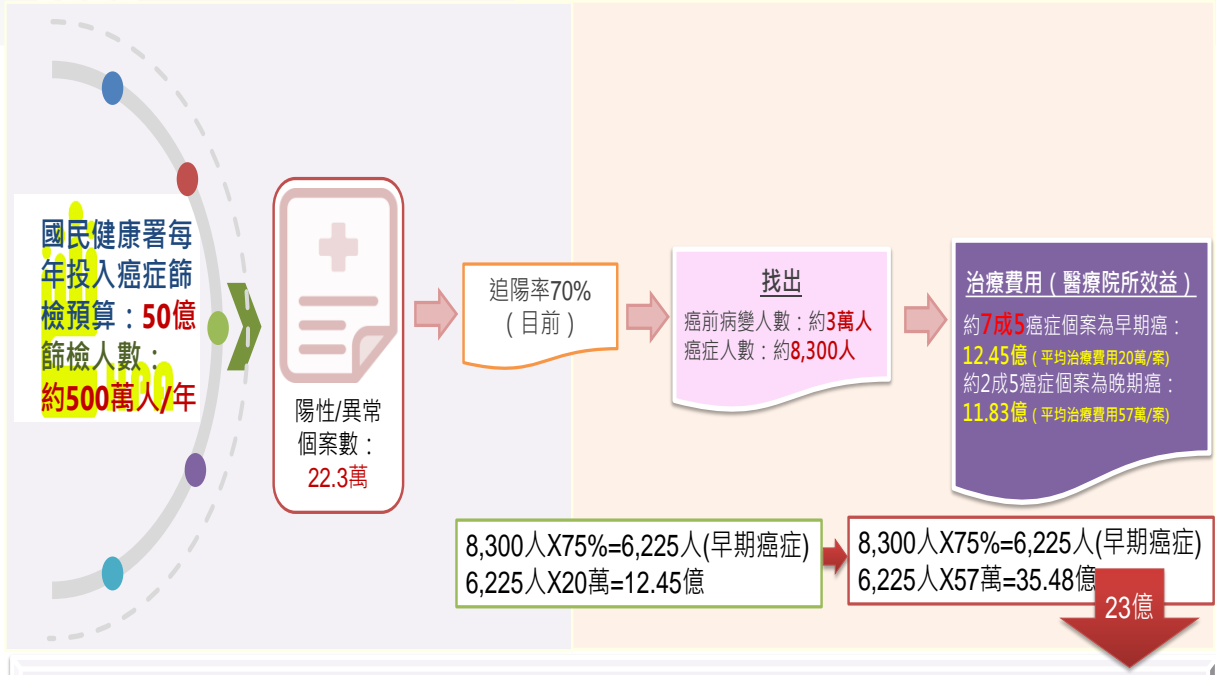 國民健康署每
年投入癌症篩
檢預算：50億
篩檢人數：
約500萬人/年
陽性/異常
個案數：
22.3萬
追陽率70%
（目前）
找出
癌前病變人數：約3萬人
癌症人數：約8,300人
治療費用（醫療院所效益）
約7成5癌症個案為早期癌：
12.45億（平均治療費用20萬/案)
約2成5癌症個案為晚期癌：
11.83億（平均治療費用57萬/案)
8,300人X75%=6,225人(早期癌症)
6,225人X20萬=12.45億
8,300人X75%=6,225人(早期癌症)
6,225人X57萬=35.48億
23億